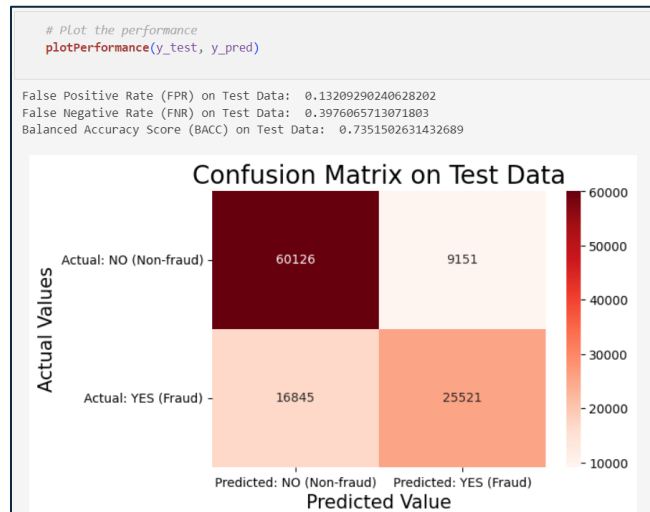 # Plot the performance
plotPerformance(y_test, y_pred)
False Positive Rate (FPR) on Test Data:  0.13209290240628202
False Negative Rate (FNR) on Test Data:  0.3976065713071803
Balanced Accuracy Score (BACC) on Test Data:  0.7351502631432689
Confusion Matrix on Test Data
Actual Values
Actual: NO (Non-fraud)
60126
9151
Actual: YES (Fraud)
16845
25521
Predicted: NO (Non-fraud)
Predicted: YES (Fraud)
Predicted Value
60000
50000
40000
30000
20000
10000